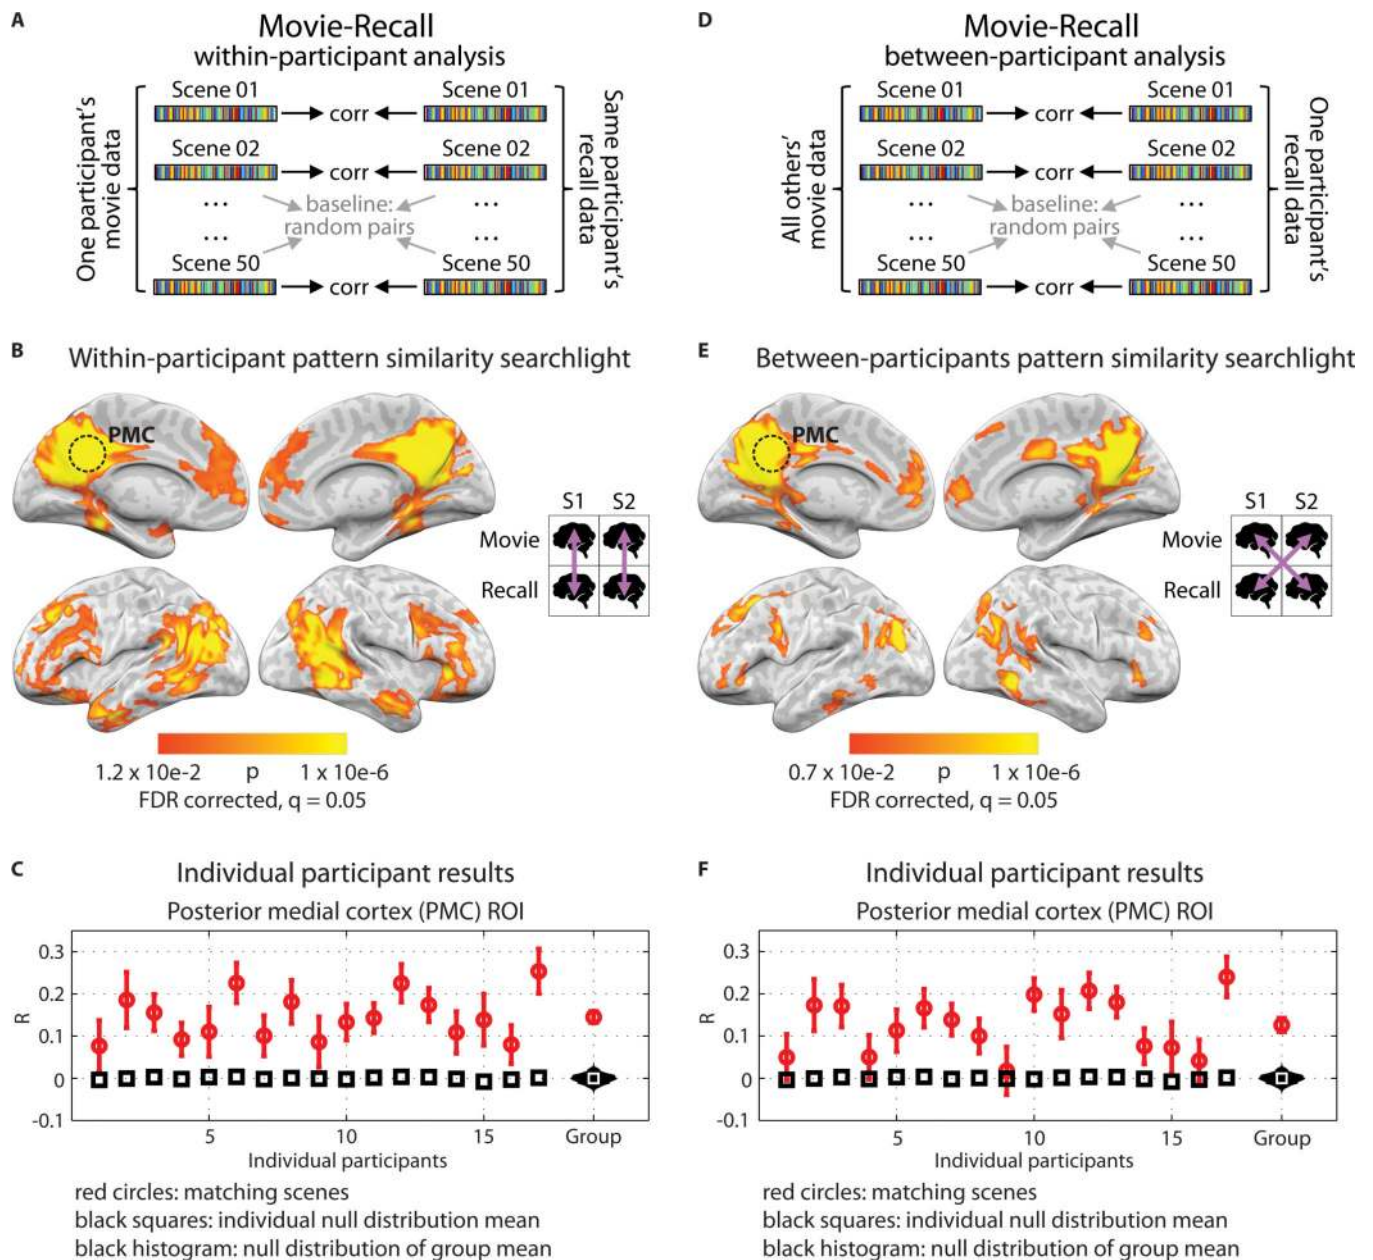 A
Movie-Recall
within-participant analysis
One participant's
movie data
Scene 01
corr
Scene 01
Scene 02
corr
Scene 02
...
baseline:
...
...
random pairs
...
Scene 50
Scene 50
corr
Same participant's
recall data
B
Within-participant pattern similarity searchlight
PMC
S1 S2
Movie
Recall
1.2 x 10e-2 p 1 x 10e-6
FDR corrected, q = 0.05
C
Individual participant results
Posterior medial cortex (PMC) ROI
R
0.3
0.2
0.1
0
-0.1
5 10 15 Group
Individual participants
red circles: matching scenes
black squares: individual null distribution mean
black histogram: null distribution of group mean
D
Movie-Recall
between-participant analysis
All others'
movie data
Scene 01
corr
Scene 01
Scene 02
corr
Scene 02
...
baseline:
...
...
random pairs
...
Scene 50
Scene 50
corr
One participant's
recall data
E
Between-participants pattern similarity searchlight
PMC
S1 S2
Movie
Recall
0.7 x 10e-2 p 1 x 10e-6
FDR corrected, q = 0.05
F
Individual participant results
Posterior medial cortex (PMC) ROI
R
0.3
0.2
0.1
0
-0.1
5 10 15 Group
Individual participants
red circles: matching scenes
black squares: individual null distribution mean
black histogram: null distribution of group mean